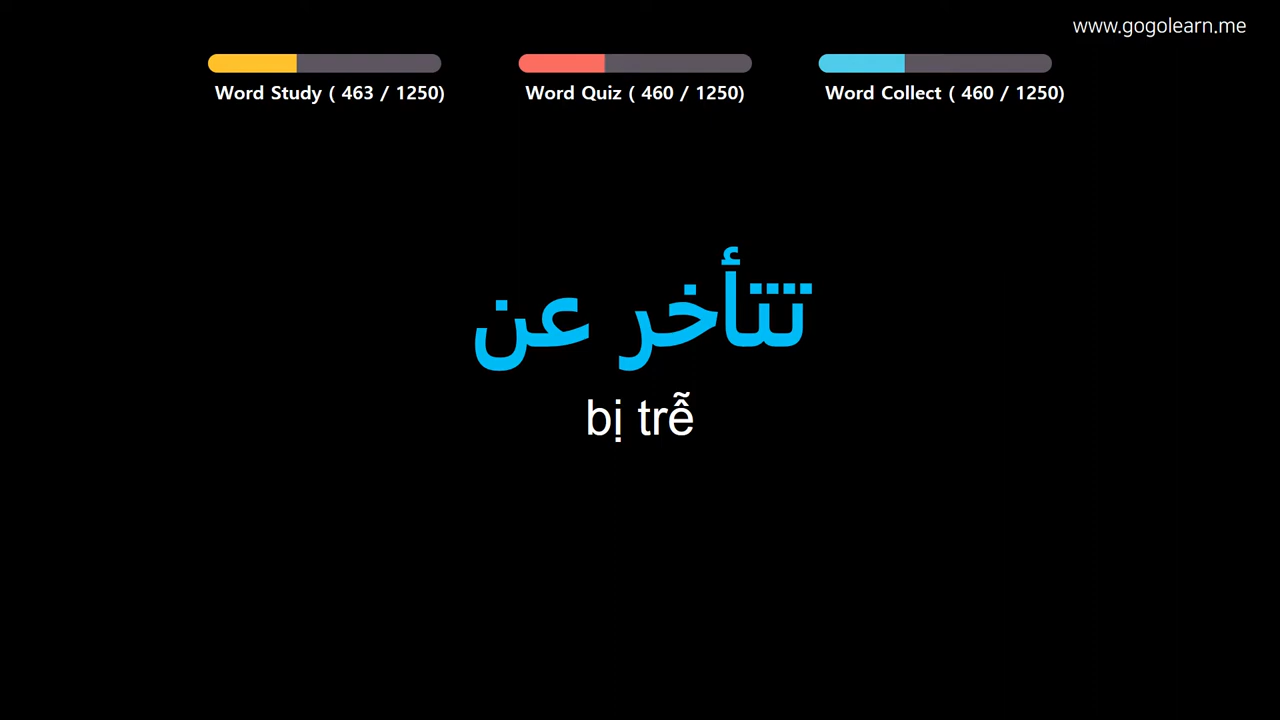 www.gogolearn.me
Word Study ( 463 / 1250)
Word Quiz ( 460 / 1250)
Word Collect ( 460 / 1250)
تتأخر عن
bị trễ